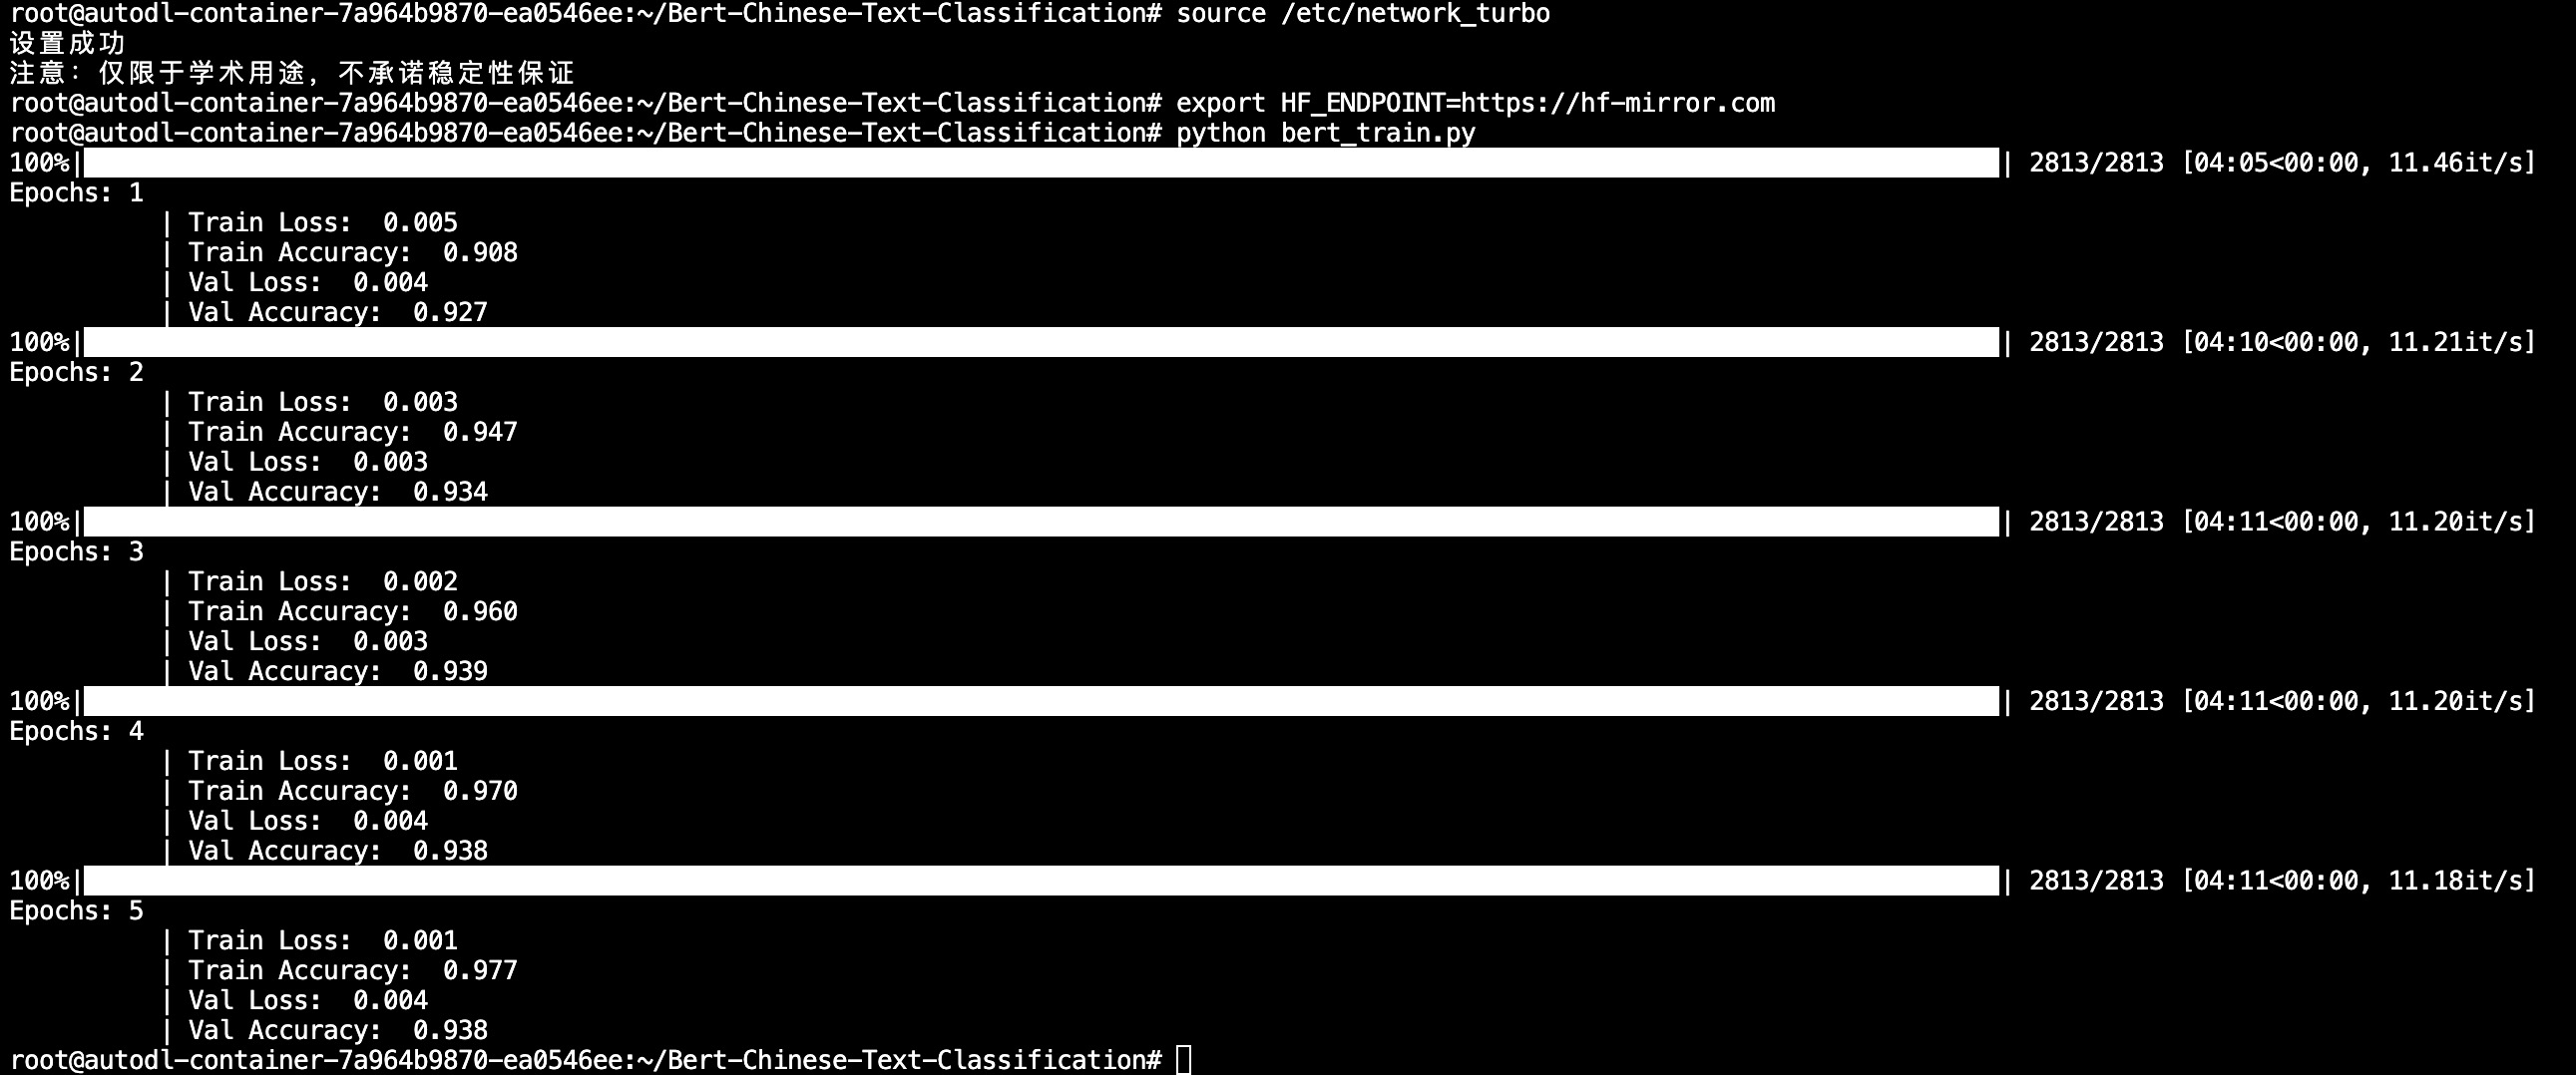 root@autodl-container-7a964b9870-ea0546ee:~/Bert-Chinese-Text-Classification# source /etc/network_turbo
设置成功
注意：仅限于学术用途，不承诺稳定性保证
root@autodl-container-7a964b9870-ea0546ee:~/Bert-Chinese-Text-Classification# export HF_ENDPOINT=https://hf-mirror.com
root@autodl-container-7a964b9870-ea0546ee:~/Bert-Chinese-Text-Classification# python bert_train.py
100%| | 2813/2813 [04:05<00:00, 11.46it/s]
Epochs: 1
| Train Loss:  0.005
| Train Accuracy:  0.908
| Val Loss:  0.004
| Val Accuracy:  0.927
100%| | 2813/2813 [04:10<00:00, 11.21it/s]
Epochs: 2
| Train Loss:  0.003
| Train Accuracy:  0.947
| Val Loss:  0.003
| Val Accuracy:  0.934
100%| | 2813/2813 [04:11<00:00, 11.20it/s]
Epochs: 3
| Train Loss:  0.002
| Train Accuracy:  0.960
| Val Loss:  0.003
| Val Accuracy:  0.939
100%| | 2813/2813 [04:11<00:00, 11.20it/s]
Epochs: 4
| Train Loss:  0.001
| Train Accuracy:  0.970
| Val Loss:  0.004
| Val Accuracy:  0.938
100%| | 2813/2813 [04:11<00:00, 11.18it/s]
Epochs: 5
| Train Loss:  0.001
| Train Accuracy:  0.977
| Val Loss:  0.004
| Val Accuracy:  0.938
root@autodl-container-7a964b9870-ea0546ee:~/Bert-Chinese-Text-Classification#